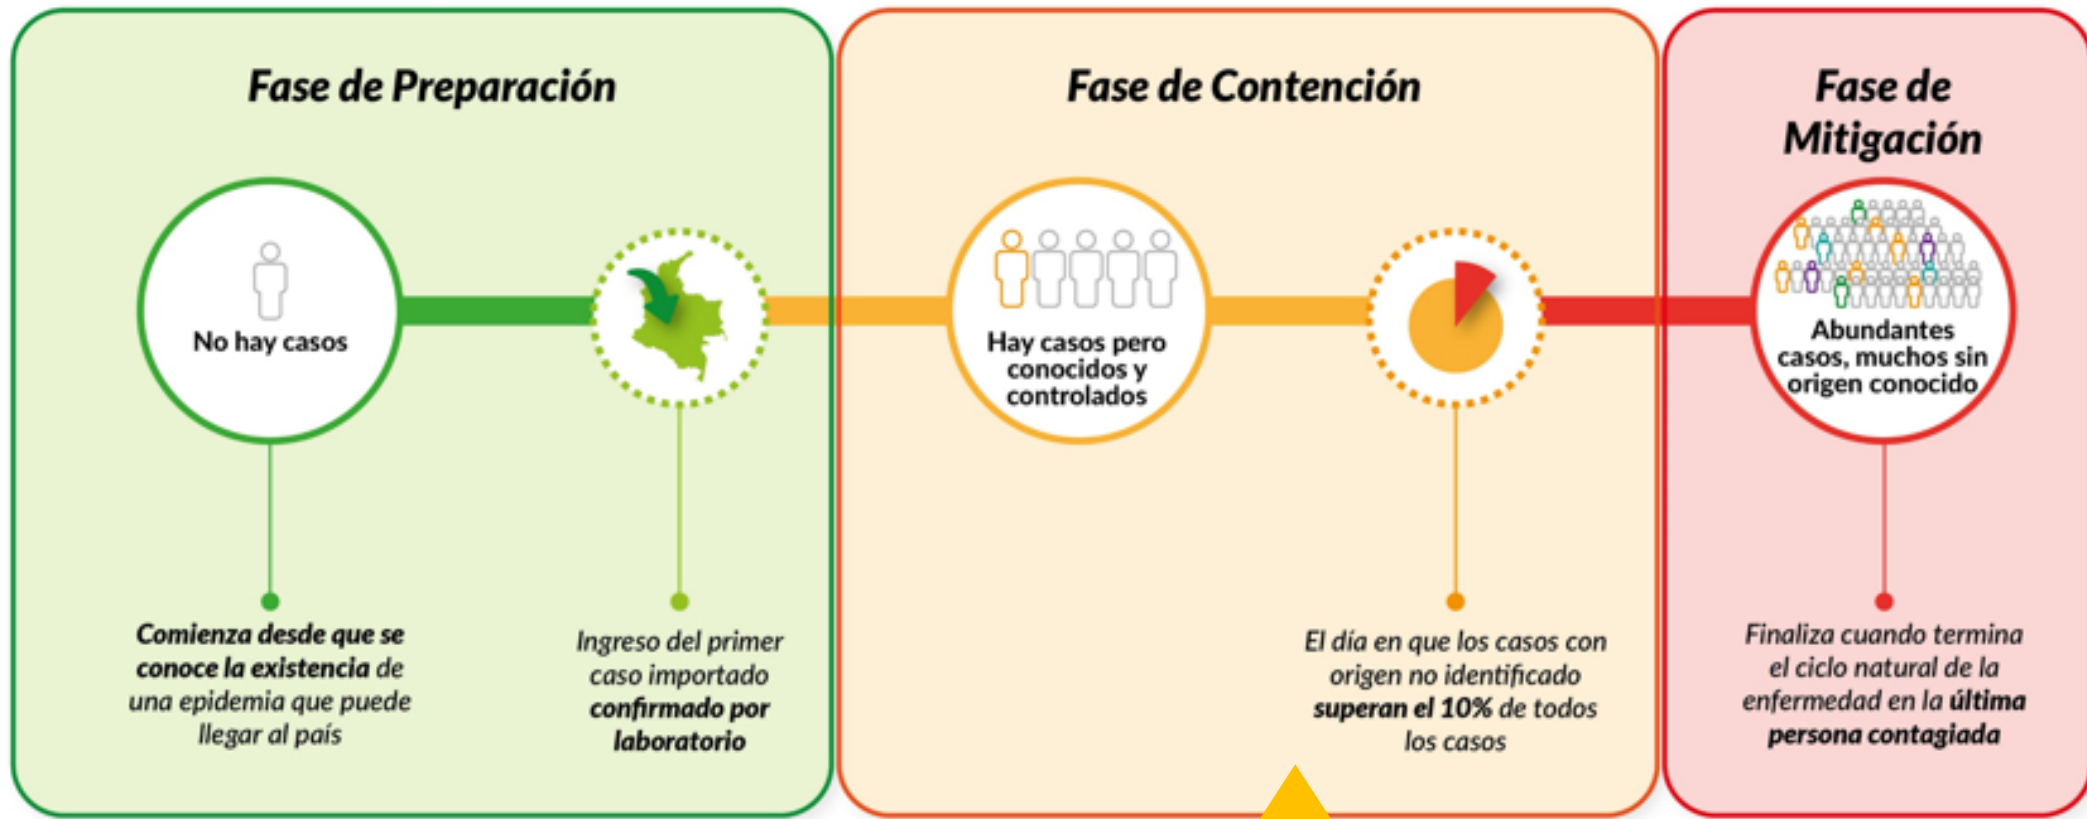 Fase de Preparación
No hay casos
Comienza desde que se
conoce la existencia de
una epidemia que puede
llegar al país
Ingreso del primer
caso importado
confirmado por
laboratorio
Fase de Contención
Hay casos pero
conocidos y
controlados
El día en que los casos con
origen no identificado
superan el 10% de todos
los casos
Fase de
Mitigación
Abundantes
casos, muchos sin
origen conocido
Finaliza cuando termina
el ciclo natural de la
enfermedad en la última
persona contagiada